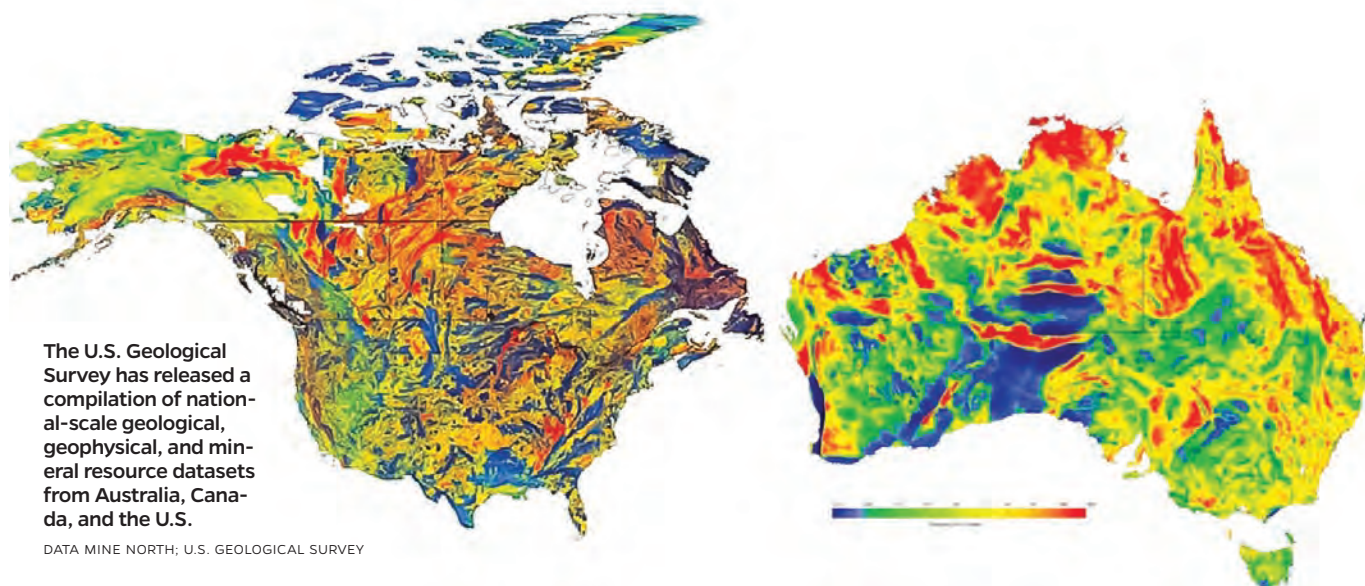 The U.S. Geological
Survey has released a
compilation of nation-
al-scale geological,
geophysical, and min-
eral resource datasets
from Australia, Cana-
da, and the U.S.
DATA MINE NORTH; U.S. GEOLOGICAL SURVEY